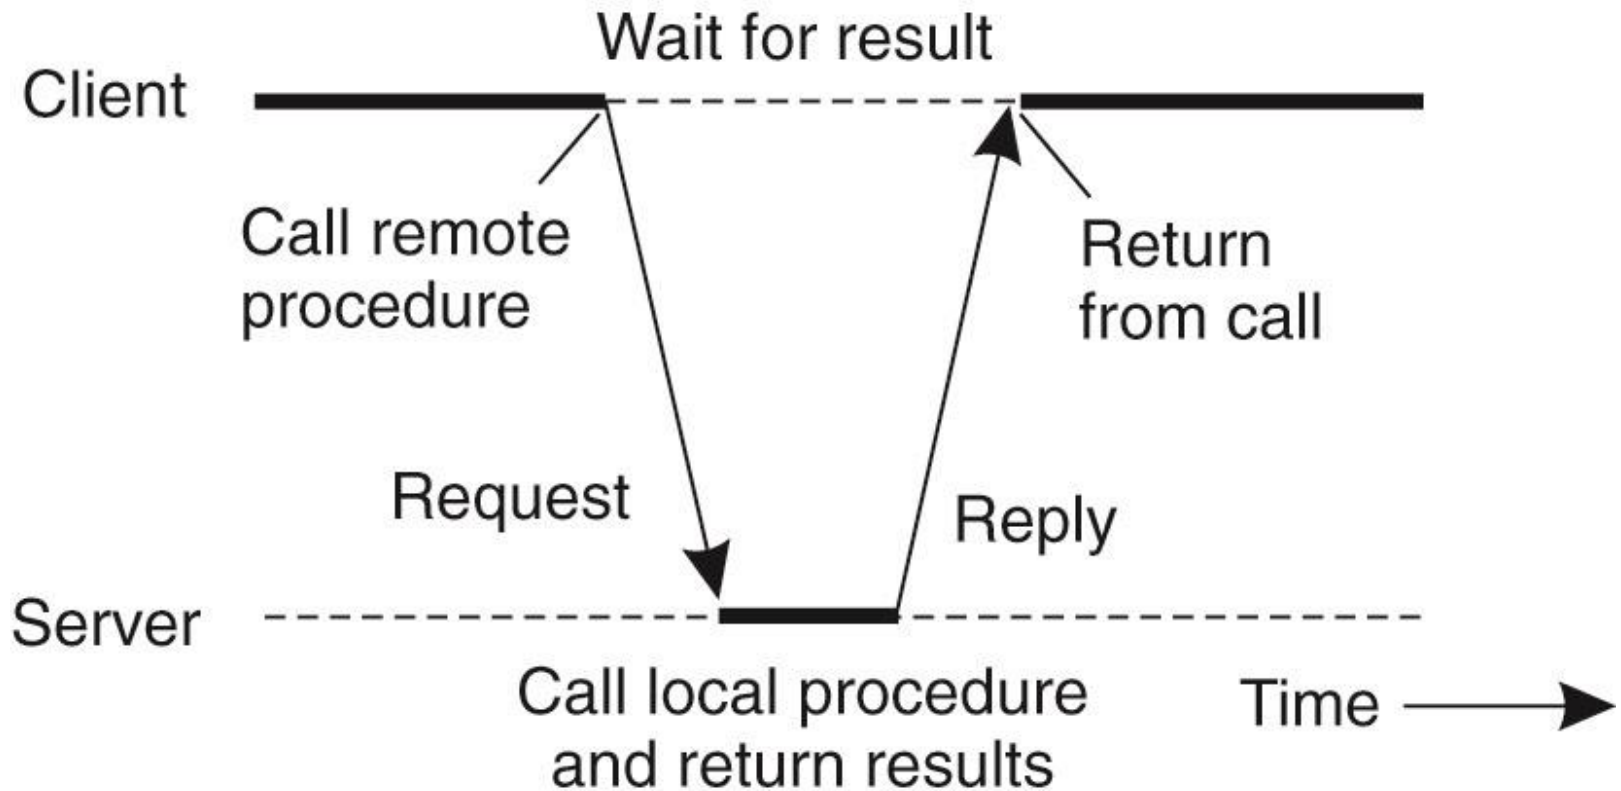 Wait for result
Client
Call remote
procedure
Return
from call
Request
Reply
Server
Call local procedure
and return results
Time